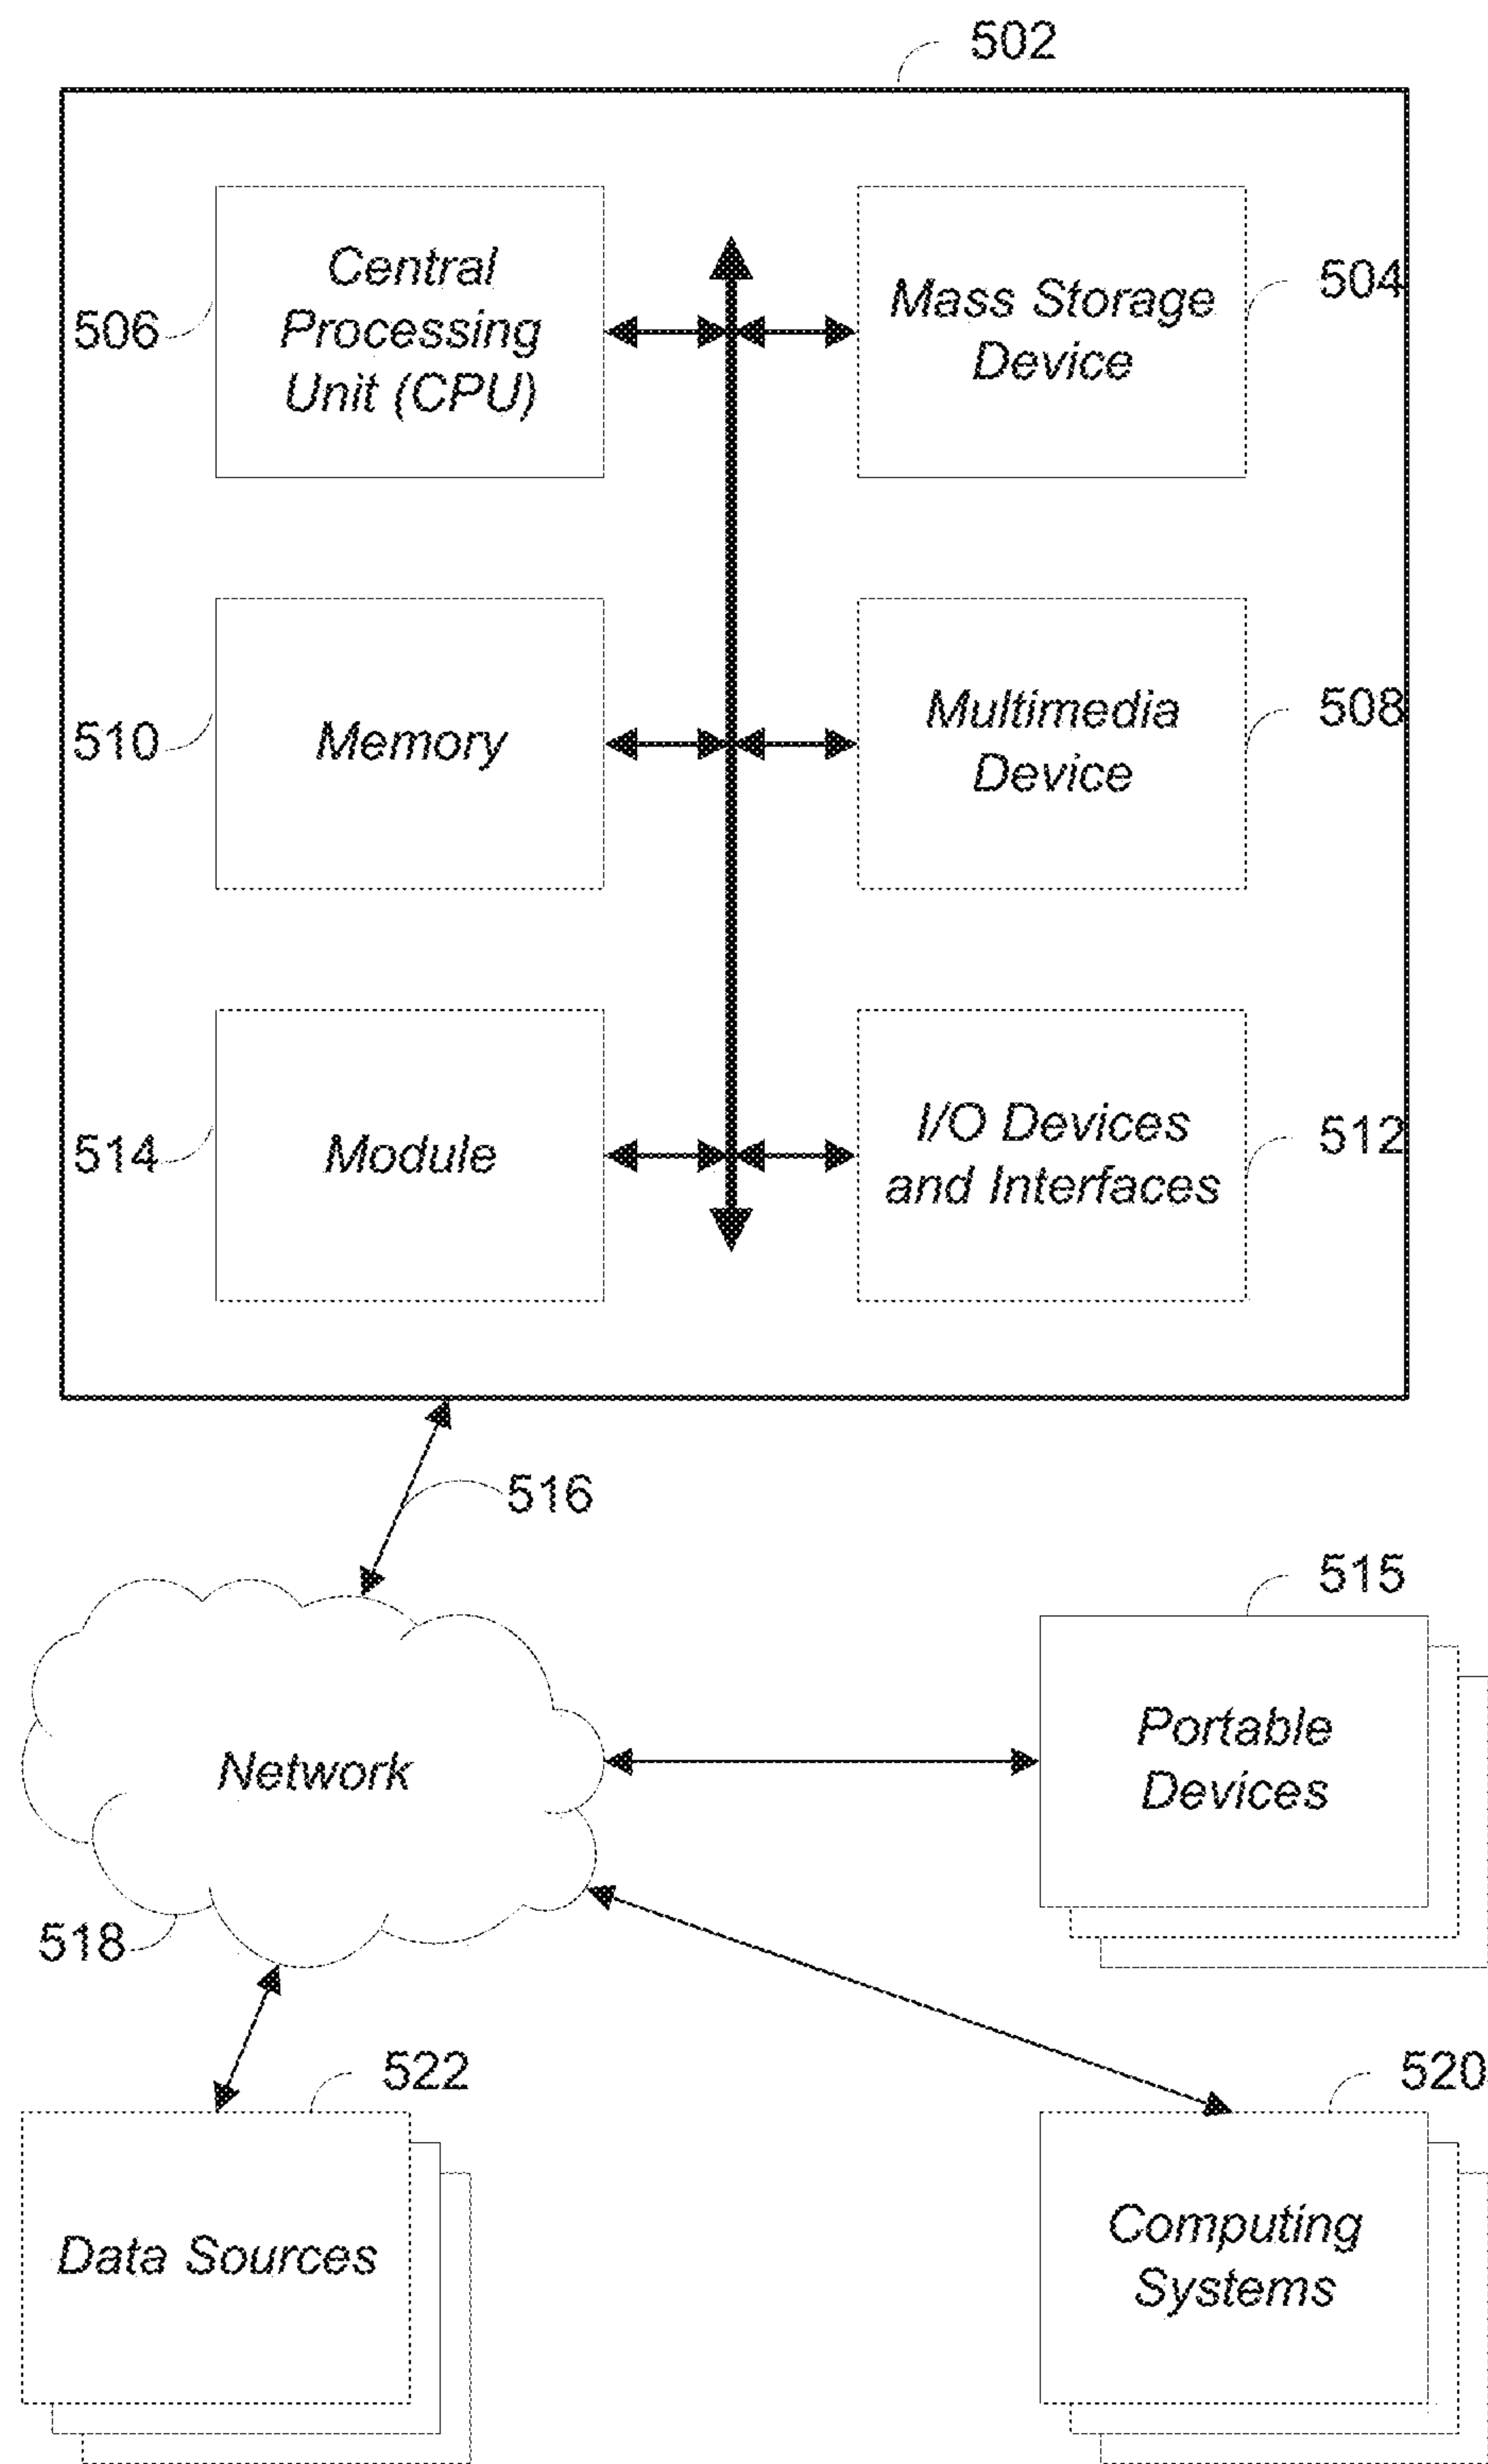 502
Central
Processing
Unit (CPU)
506
Mass Storage
Device
504
Memory
510
Multimedia
Device
508
Module
514
I/O Devices
and Interfaces
512
516
515
Portable
Devices
Network
518
522
520
Data Sources
Computing
Systems